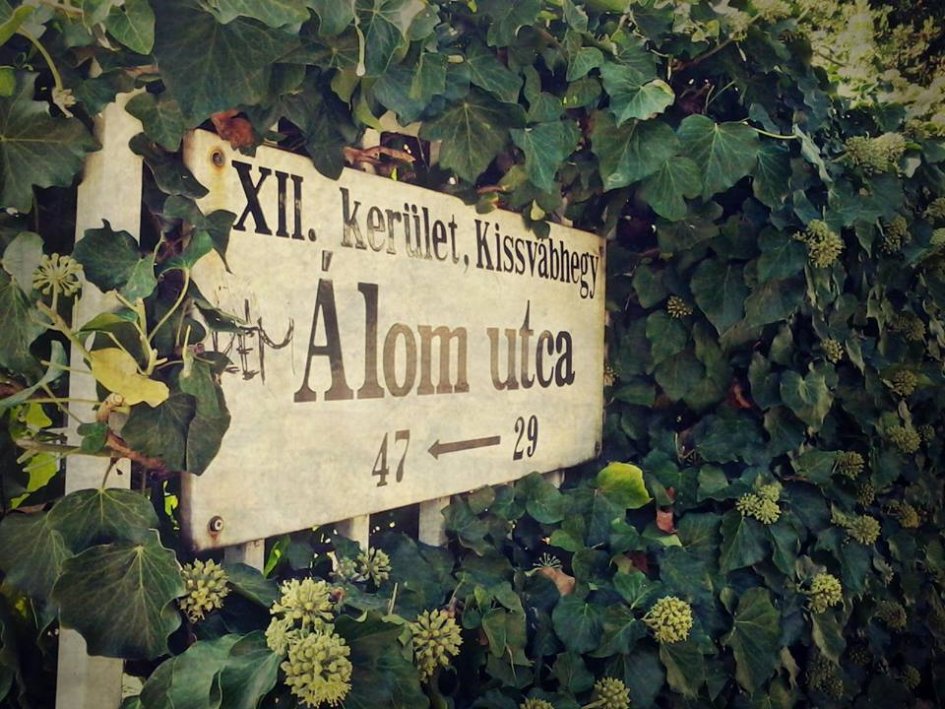 XII. kerület, Kissvábhegy
Álom utca
47 ← 29